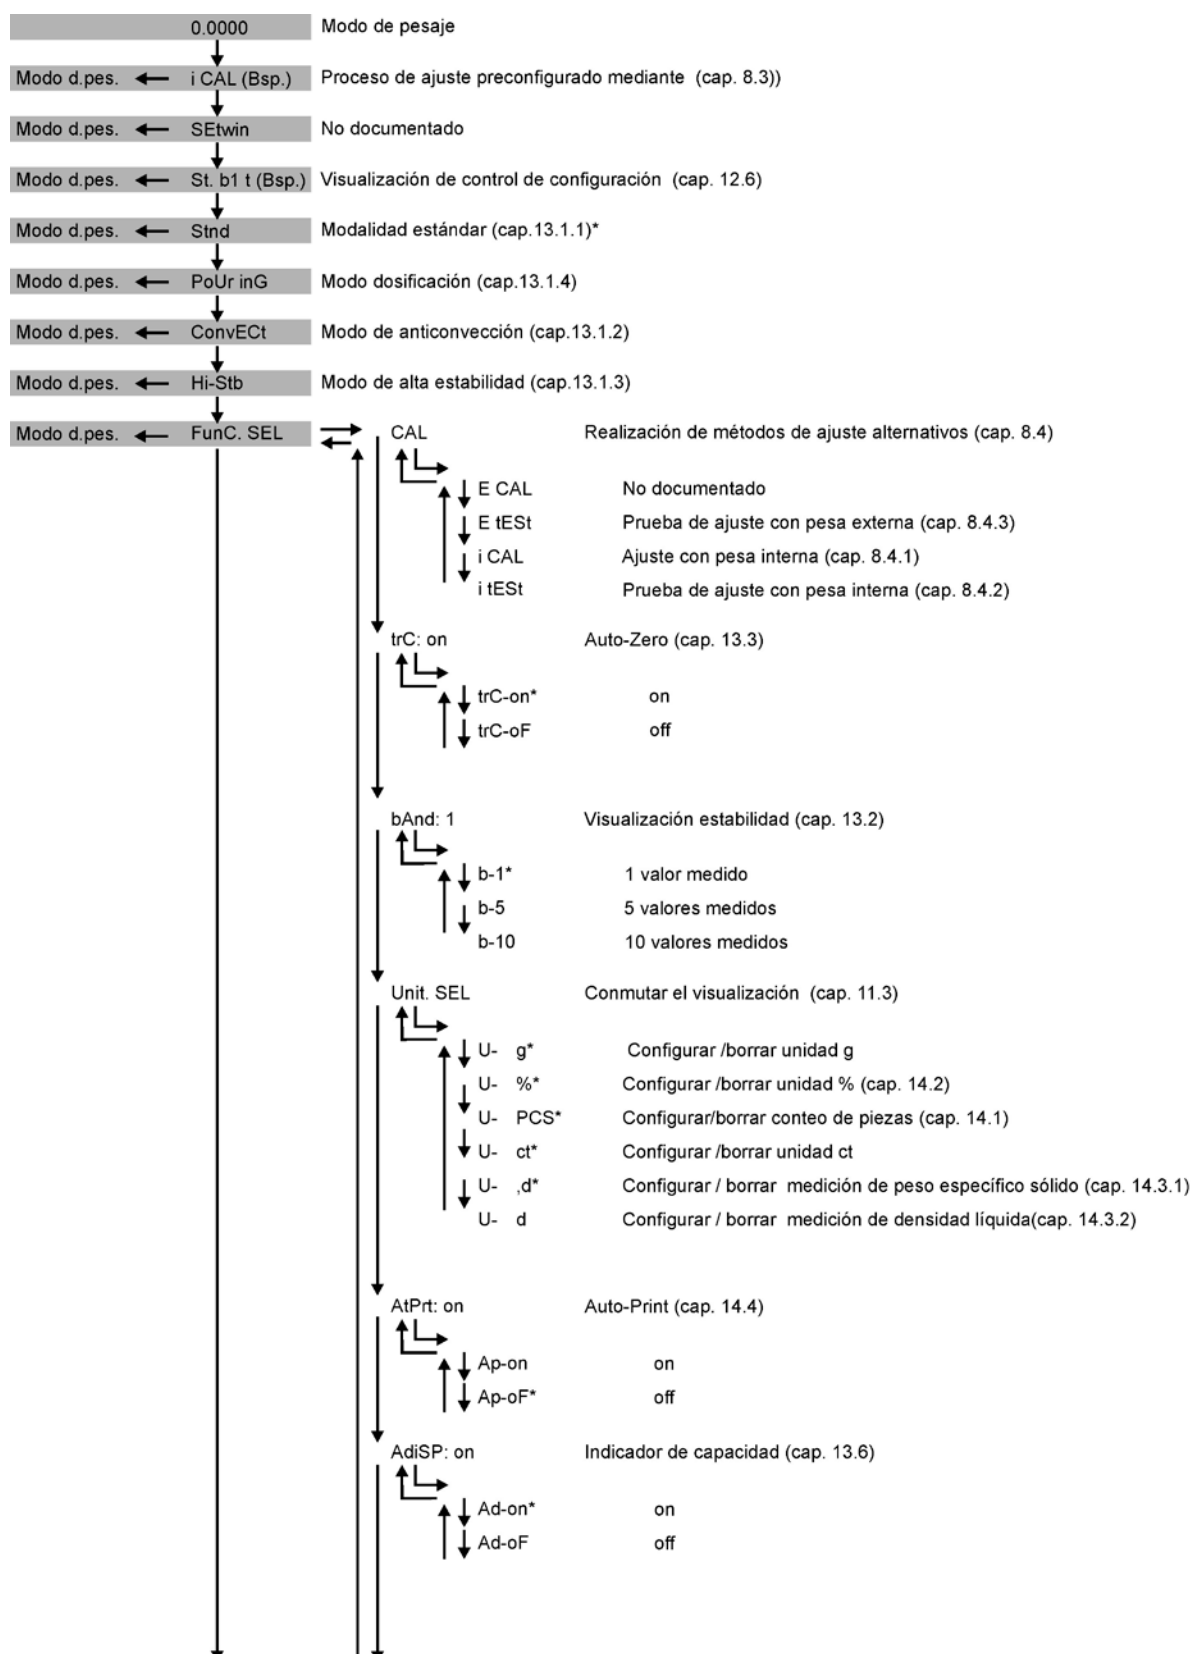 0.0000 Modo de pesaje
Modo d.pes. i CAL (Bsp.) Proceso de ajuste preconfigurado mediante (cap. 8.3))
Modo d.pes. SEtwin No documentado
Modo d.pes. St. b1 t (Bsp.) Visualización de control de configuración (cap. 12.6)
Modo d.pes. Stnd Modalidad estándar (cap.13.1.1)*
Modo d.pes. PoUr inG Modo dosificación (cap.13.1.4)
Modo d.pes. ConvECt Modo de anticonvección (cap.13.1.2)
Modo d.pes. Hi-Stb Modo de alta estabilidad (cap.13.1.3)
Modo d.pes. FunC. SEL CAL Realización de métodos de ajuste alternativos (cap. 8.4)
E CAL No documentado
E tESt Prueba de ajuste con pesa externa (cap. 8.4.3)
i CAL Ajuste con pesa interna (cap. 8.4.1)
i tESt Prueba de ajuste con pesa interna (cap. 8.4.2)
trC: on Auto-Zero (cap. 13.3)
trC-on* on
trC-oF off
bAnd: 1 Visualización estabilidad (cap. 13.2)
b-1* 1 valor medido
b-5 5 valores medidos
b-10 10 valores medidos
Unit. SEL Conmutar el visualización (cap. 11.3)
U- g* Configurar /borrar unidad g
U- %* Configurar /borrar unidad % (cap. 14.2)
U- PCS* Configurar/borrar conteo de piezas (cap. 14.1)
U- ct* Configurar /borrar unidad ct
U- ,d* Configurar / borrar medición de peso específico sólido (cap. 14.3.1)
U- d Configurar / borrar medición de densidad líquida(cap. 14.3.2)
AtPrt: on Auto-Print (cap. 14.4)
Ap-on on
Ap-oF* off
AdiSP: on Indicador de capacidad (cap. 13.6)
Ad-on* on
Ad-oF off